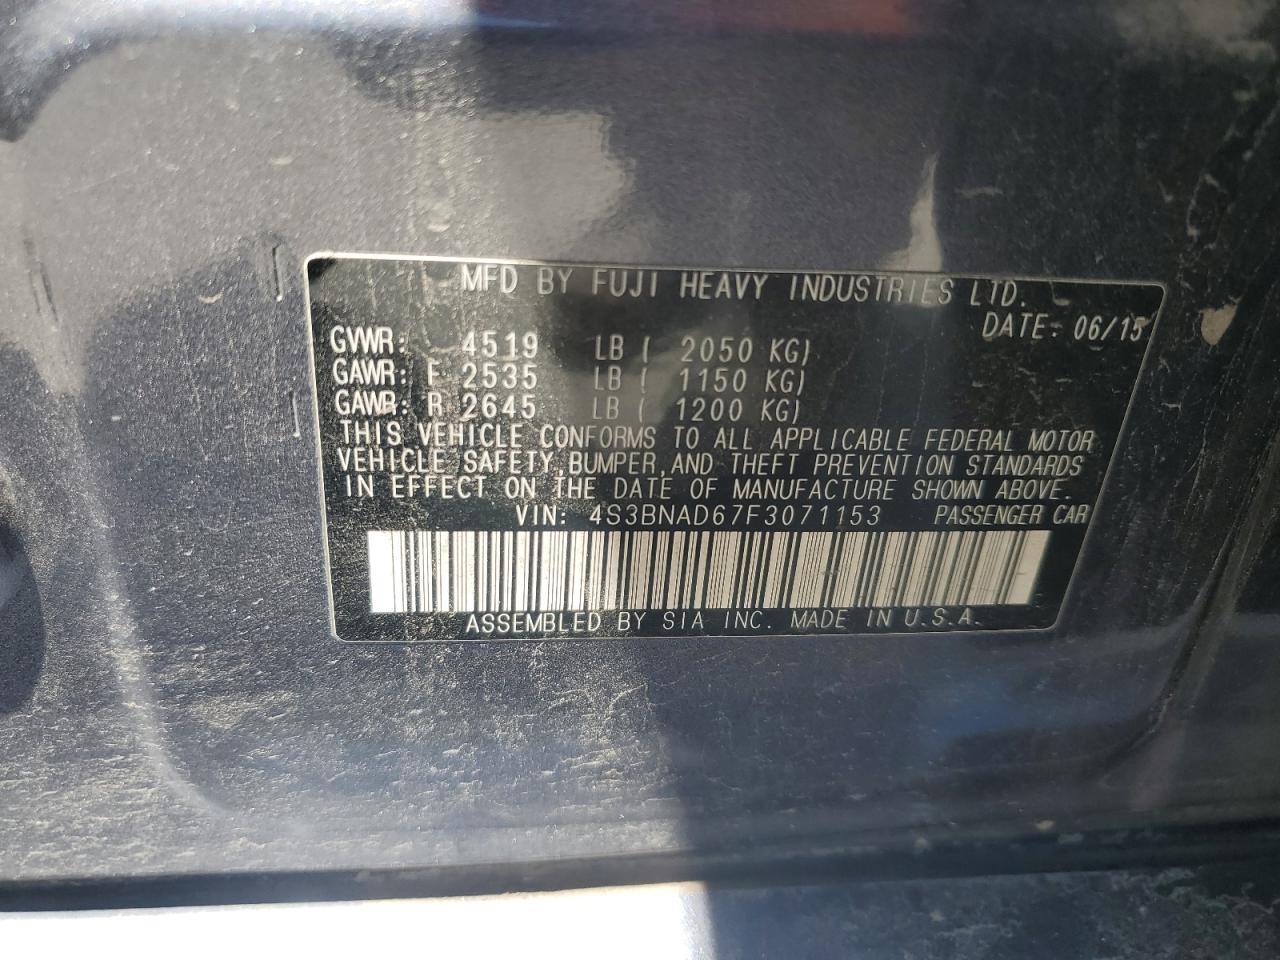 MFD BY FUJI HEAVY INDUSTRIES LTD.
DATE: 06/15
GVWR: 4519 LB ( 2050 KG)
GAWR: F 2535 LB ( 1150 KG)
GAWR: R 2645 LB ( 1200 KG)
THIS VEHICLE CONFORMS TO ALL APPLICABLE FEDERAL MOTOR
VEHICLE SAFETY, BUMPER, AND THEFT PREVENTION STANDARDS
IN EFFECT ON THE DATE OF MANUFACTURE SHOWN ABOVE.
VIN: 4S3BNAD67F3071153 PASSENGER CAR
ASSEMBLED BY SIA INC. MADE IN U.S.A.